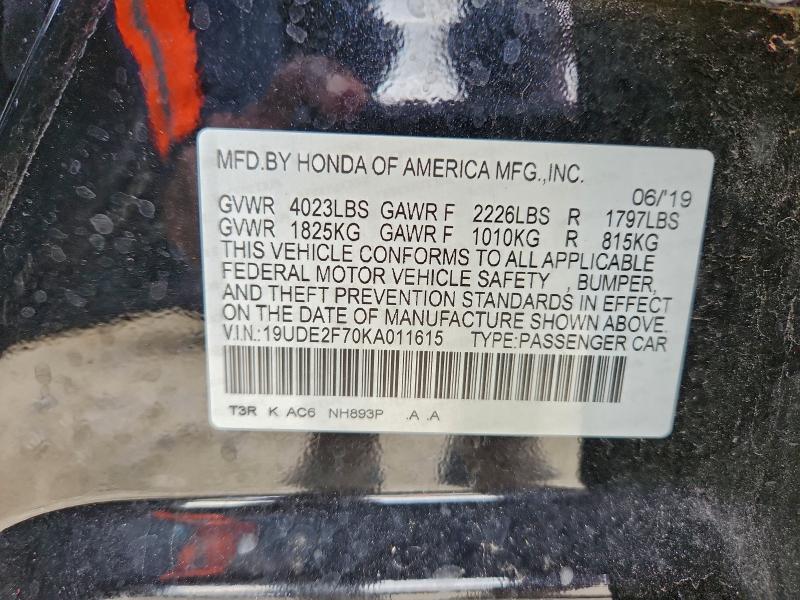 MFD.BY HONDA OF AMERICA MFG.,INC.
06/'19
GVWR 4023LBS GAWR F 2226LBS R 1797LBS
GVWR 1825KG GAWR F 1010KG R 815KG
THIS VEHICLE CONFORMS TO ALL APPLICABLE
FEDERAL MOTOR VEHICLE SAFETY , BUMPER,
AND THEFT PREVENTION STANDARDS IN EFFECT
ON THE DATE OF MANUFACTURE SHOWN ABOVE.
V.I.N.:19UDE2F70KA011615 TYPE:PASSENGER CAR
T3R K AC6 NH893P .A .A